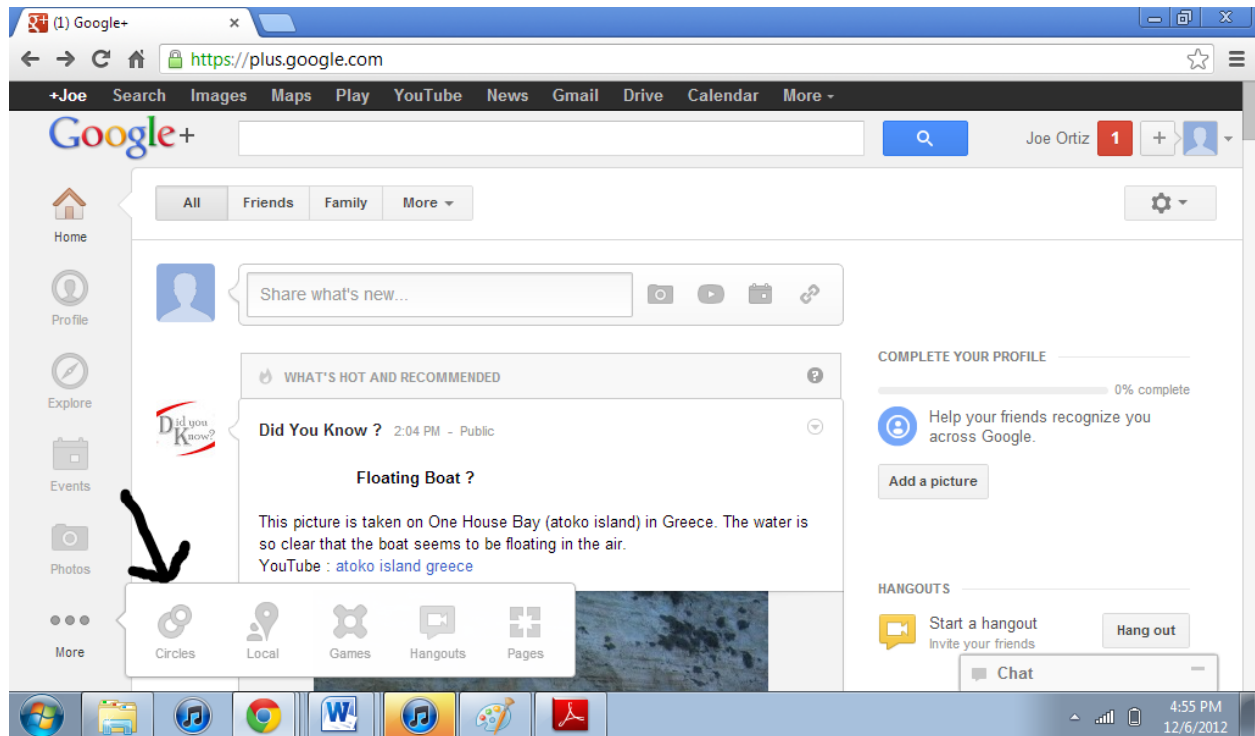 (1) Google+
https://plus.google.com
+Joe Search Images Maps Play YouTube News Gmail Drive Calendar More
Google+
Joe Ortiz 1 +
All Friends Family More
Home
Profile
Explore
Events
Photos
More
Share what's new...
WHAT'S HOT AND RECOMMENDED ?
Did you Know?
Did You Know ? 2:04 PM - Public
Floating Boat ?
This picture is taken on One House Bay (atoko island) in Greece. The water is
so clear that the boat seems to be floating in the air.
YouTube : atoko island greece
Circles Local Games Hangouts Pages
COMPLETE YOUR PROFILE
0% complete
Help your friends recognize you
across Google.
Add a picture
HANGOUTS
Start a hangout
Invite your friends
Hang out
Chat
4:55 PM
12/6/2012